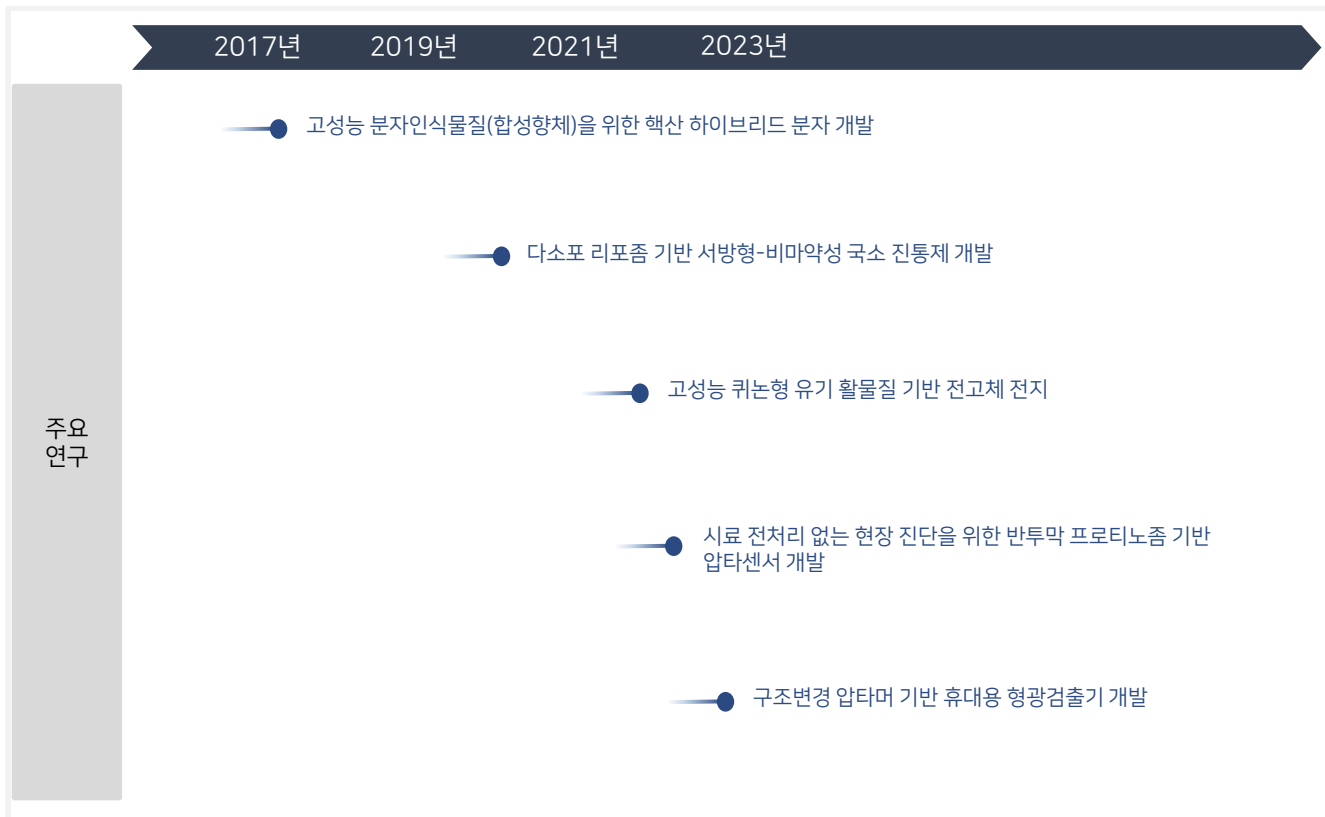 2017년 2019년 2021년 2023년
고성능 분자인식물질(합성향체)을 위한 핵산 하이브리드 분자 개발
다소포 리포좀 기반 서방형-비마약성 국소 진통제 개발
고성능 퀴논형 유기 활물질 기반 전고체 전지
주요
연구
시료 전처리 없는 현장 진단을 위한 반투막 프로티노좀 기반
압타센서 개발
구조변경 압타머 기반 휴대용 형광검출기 개발